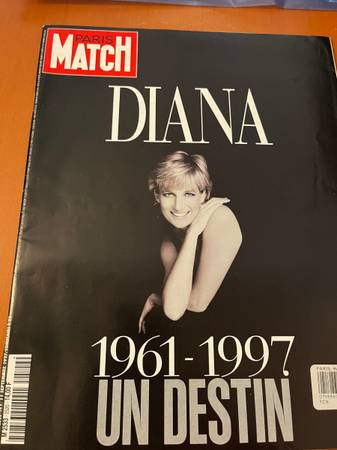 PARIS
MATCH
DIANA
1961-1997
UN DESTIN